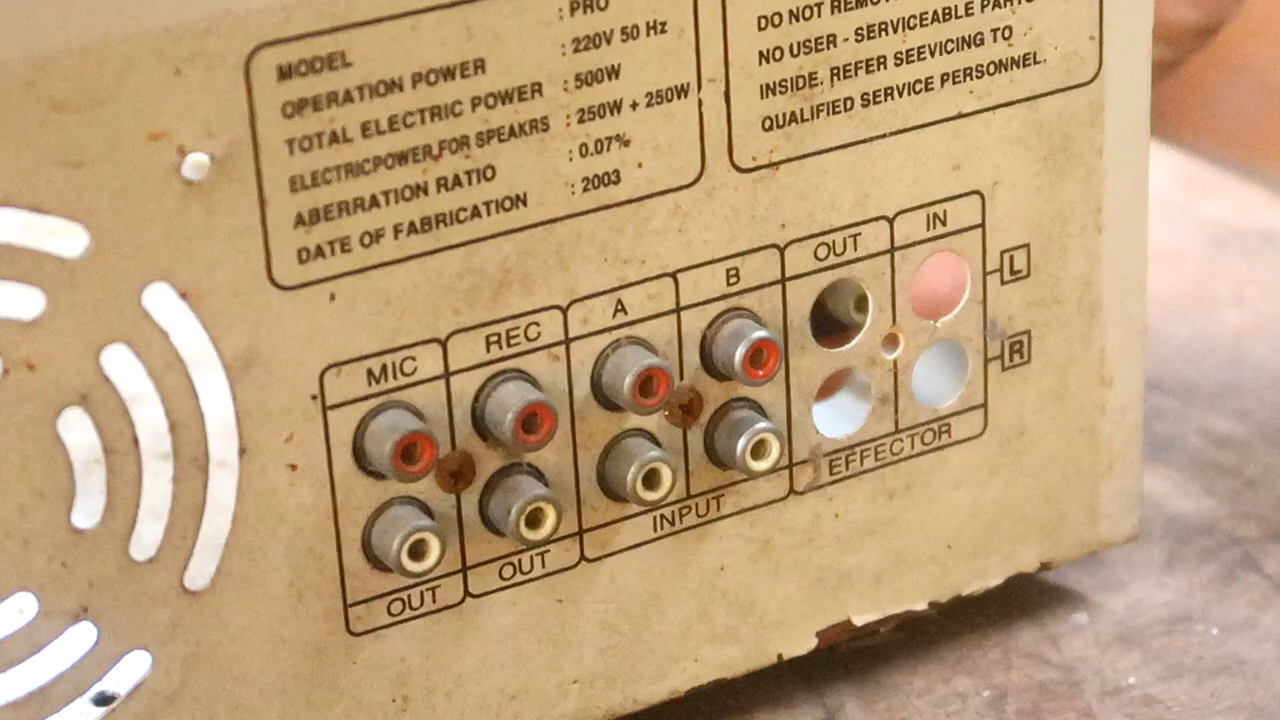 MODEL : PRO
OPERATION POWER : 220V 50 Hz
TOTAL ELECTRIC POWER : 500W
ELECTRICPOWER,FOR SPEAKRS : 250W + 250W
ABERRATION RATIO : 0.07%
DATE OF FABRICATION : 2003
DO NOT REMOV
NO USER - SERVICEABLE PARTS
INSIDE. REFER SEEVICING TO
QUALIFIED SERVICE PERSONNEL.
MIC REC A B OUT IN
L
R
OUT OUT INPUT EFFECTOR